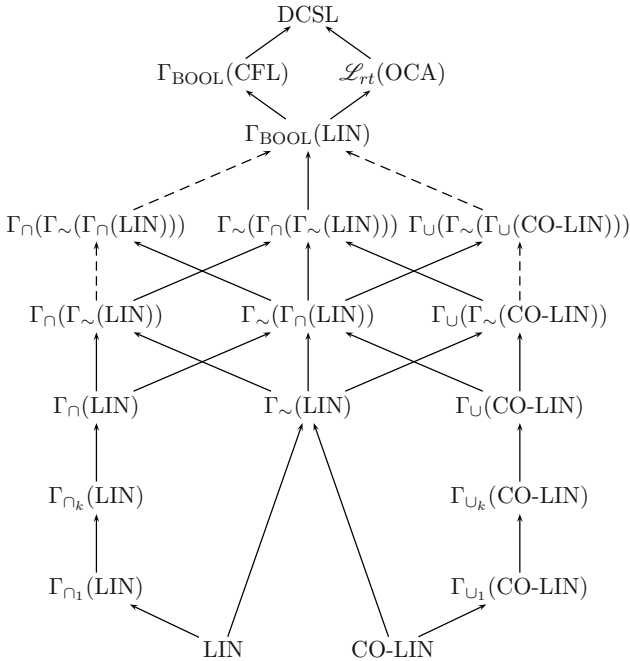 DCSL
Γ_BOOL(CFL) ℒ_rt(OCA)
Γ_BOOL(LIN)
Γ_∩(Γ_∼(Γ_∩(LIN))) Γ_∼(Γ_∩(Γ_∼(LIN))) Γ_∪(Γ_∼(Γ_∪(CO-LIN)))
Γ_∩(Γ_∼(LIN)) Γ_∼(Γ_∩(LIN)) Γ_∪(Γ_∼(CO-LIN))
Γ_∩(LIN) Γ_∼(LIN) Γ_∪(CO-LIN)
Γ_∩_k(LIN) Γ_∪_k(CO-LIN)
Γ_∩_1(LIN) Γ_∪_1(CO-LIN)
LIN CO-LIN